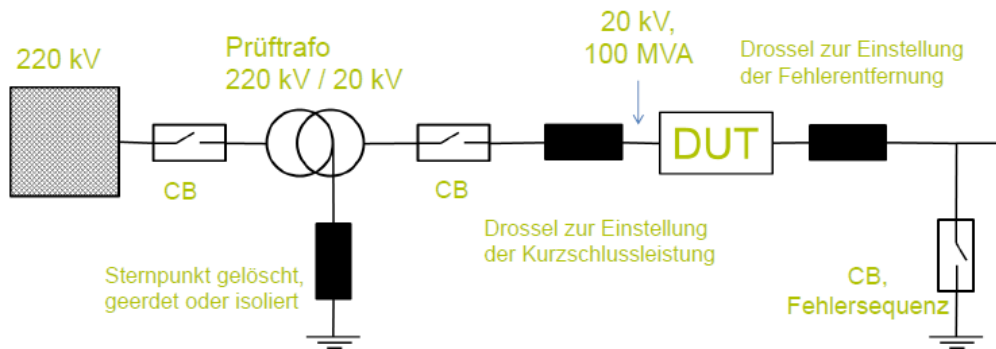 220 kV
Prüftrafo
220 kV / 20 kV
20 kV,
100 MVA
Drossel zur Einstellung
der Fehlerentfernung
DUT
CB
CB
Drossel zur Einstellung
der Kurzschlussleistung
Sternpunkt gelöscht,
geerdet oder isoliert
CB,
Fehlersequenz